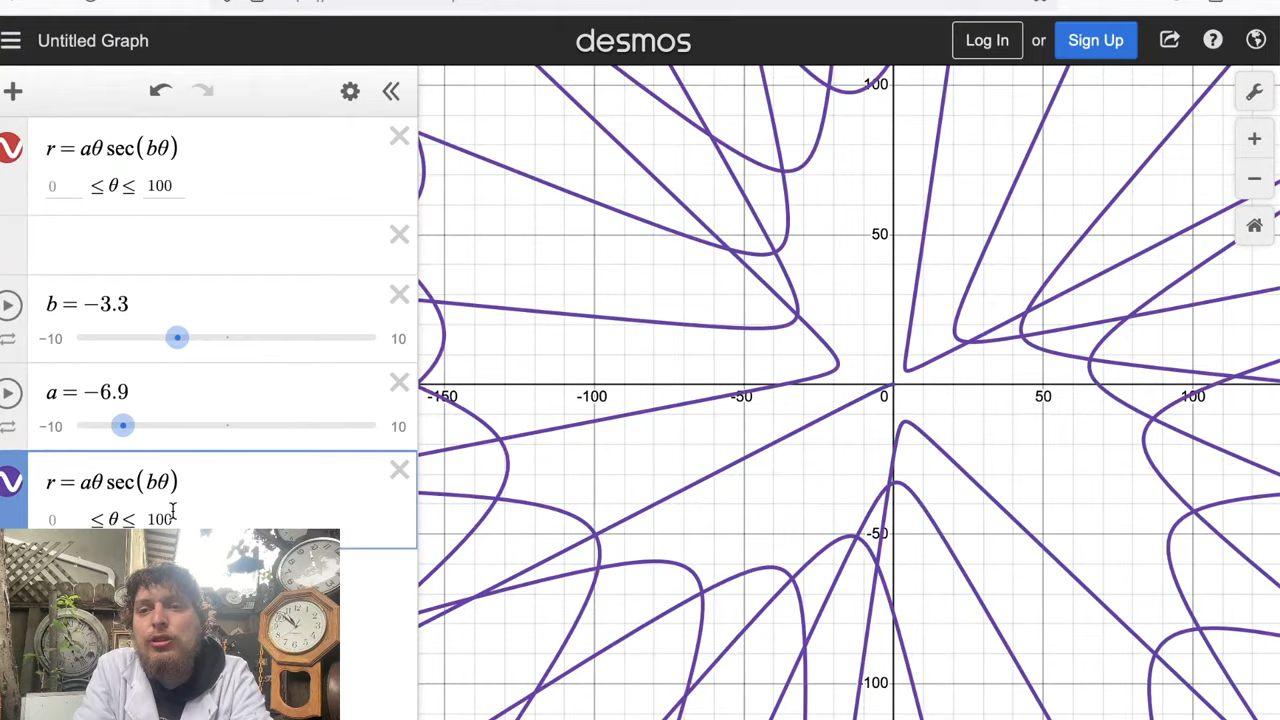 Untitled Graph
desmos
Log In or Sign Up
r = aθ sec(bθ)
0 ≤ θ ≤ 100
b = −3.3
−10 10
a = −6.9
−10 10
r = aθ sec(bθ)
0 ≤ θ ≤ 100
100
50
-150 -100 -50 0 50 100
-50
-100